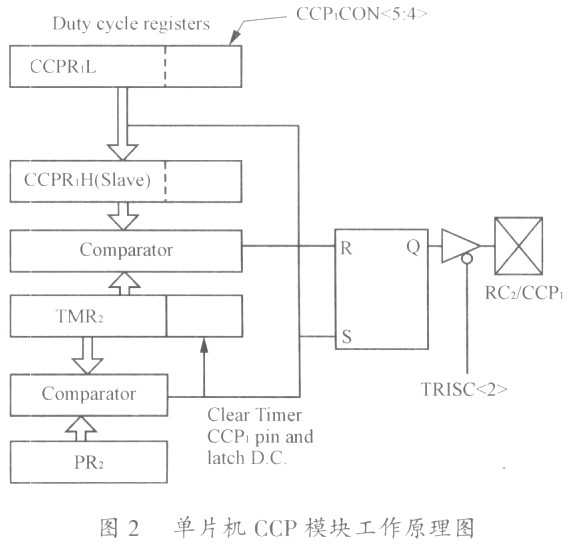 Duty cycle registers
CCP₁CON<5:4>
CCPR₁L
CCPR₁H(Slave)
Comparator
R
Q
RC₂/CCP₁
TMR₂
S
TRISC<2>
Comparator
Clear Timer
CCP₁ pin and
latch D.C.
PR₂
图 2 单片机 CCP 模块工作原理图